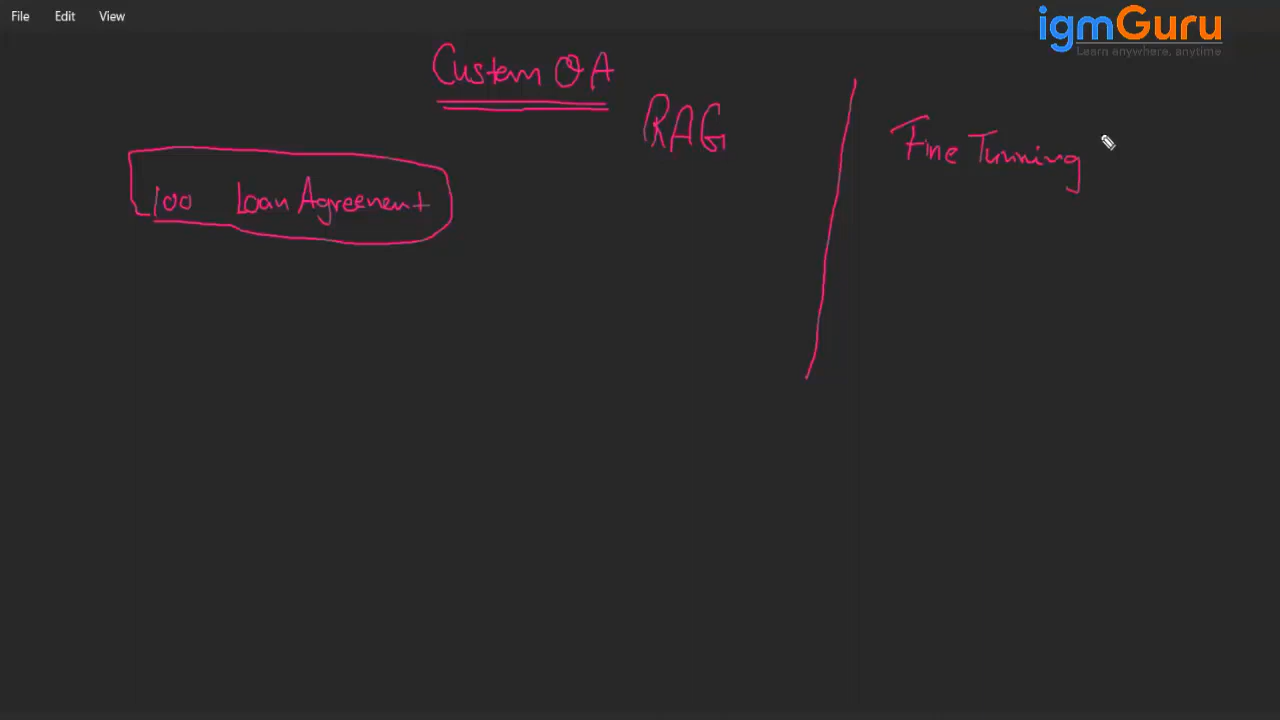 File Edit View
igmGuru
Learn anywhere, anytime
Custom QA
RAG
Fine Tunning
100 Loan Agreement